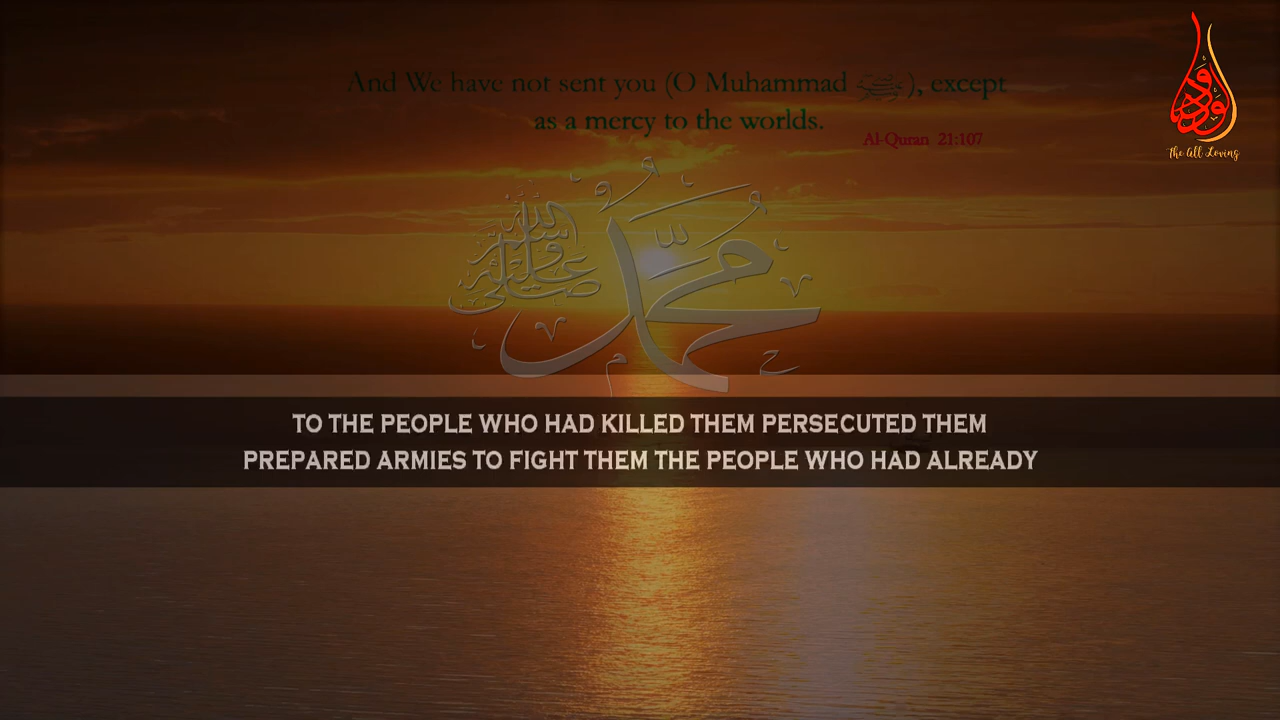 And We have not sent you (O Muhammad ﷺ), except
as a mercy to the worlds.
Al-Quran 21:107
الودود
The All Loving
محمد
صلى الله عليه وسلم
TO THE PEOPLE WHO HAD KILLED THEM PERSECUTED THEM
PREPARED ARMIES TO FIGHT THEM THE PEOPLE WHO HAD ALREADY